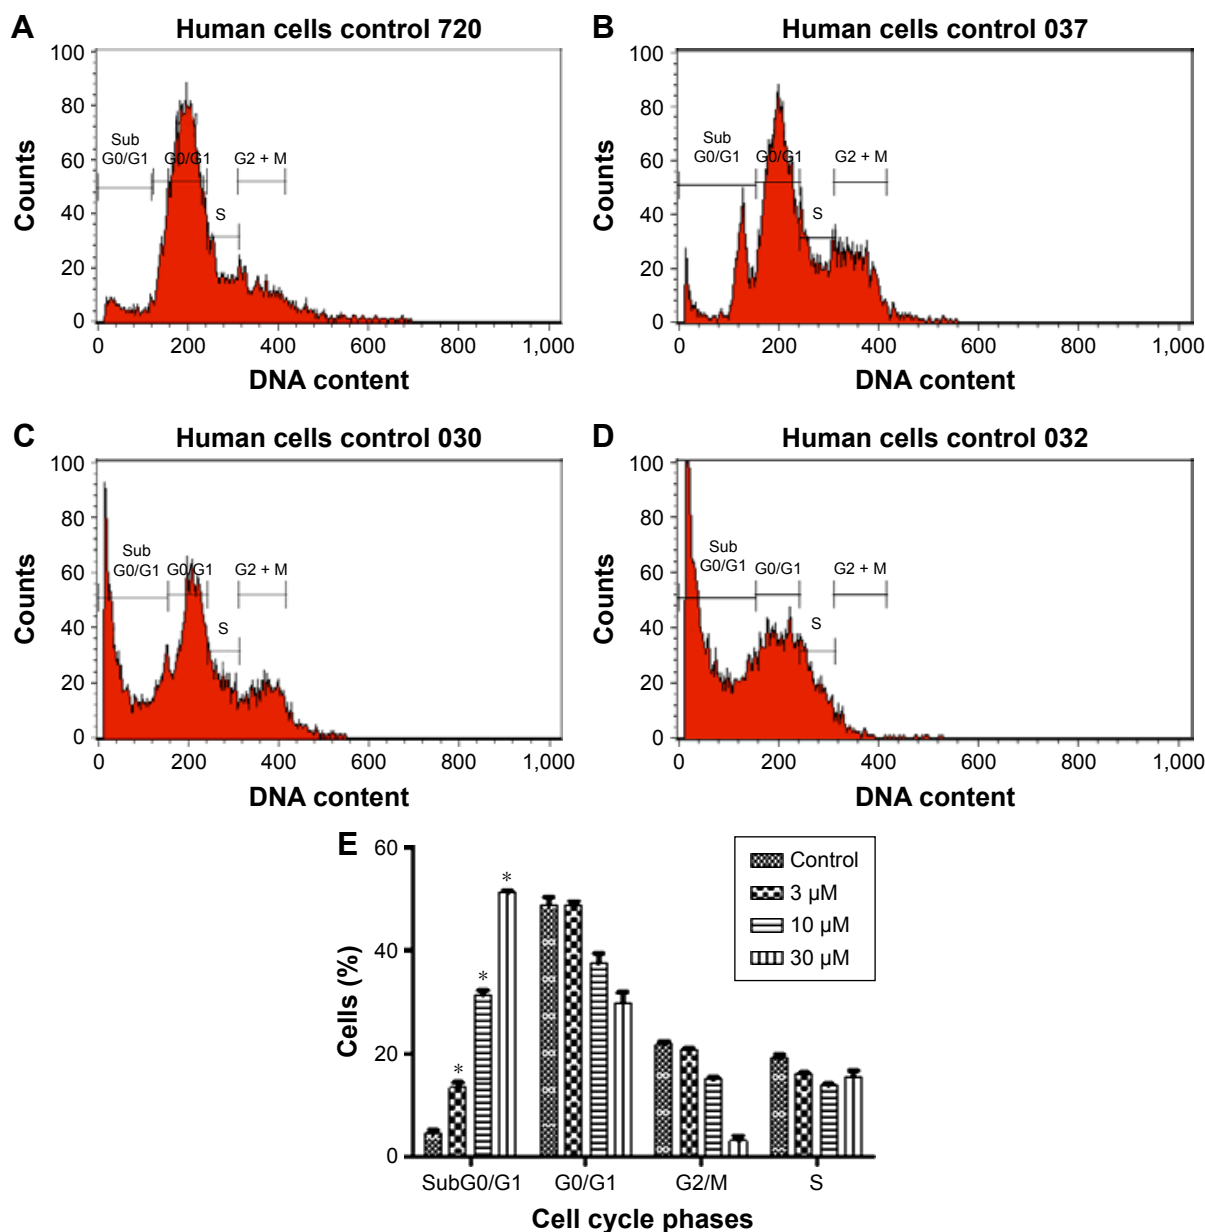 A
Human cells control 720
Counts
100
80
60
40
20
0
Sub
G0/G1
G0/G1
G2 + M
S
0 200 400 600 800 1,000
DNA content
B
Human cells control 037
Counts
100
80
60
40
20
0
Sub
G0/G1
G0/G1
G2 + M
S
0 200 400 600 800 1,000
DNA content
C
Human cells control 030
Counts
100
80
60
40
20
0
Sub
G0/G1
G0/G1
G2 + M
S
0 200 400 600 800 1,000
DNA content
D
Human cells control 032
Counts
100
80
60
40
20
0
Sub
G0/G1
G0/G1
G2 + M
S
0 200 400 600 800 1,000
DNA content
E
Cells (%)
60
40
20
0
*
*
*
Control
3 µM
10 µM
30 µM
SubG0/G1 G0/G1 G2/M S
Cell cycle phases